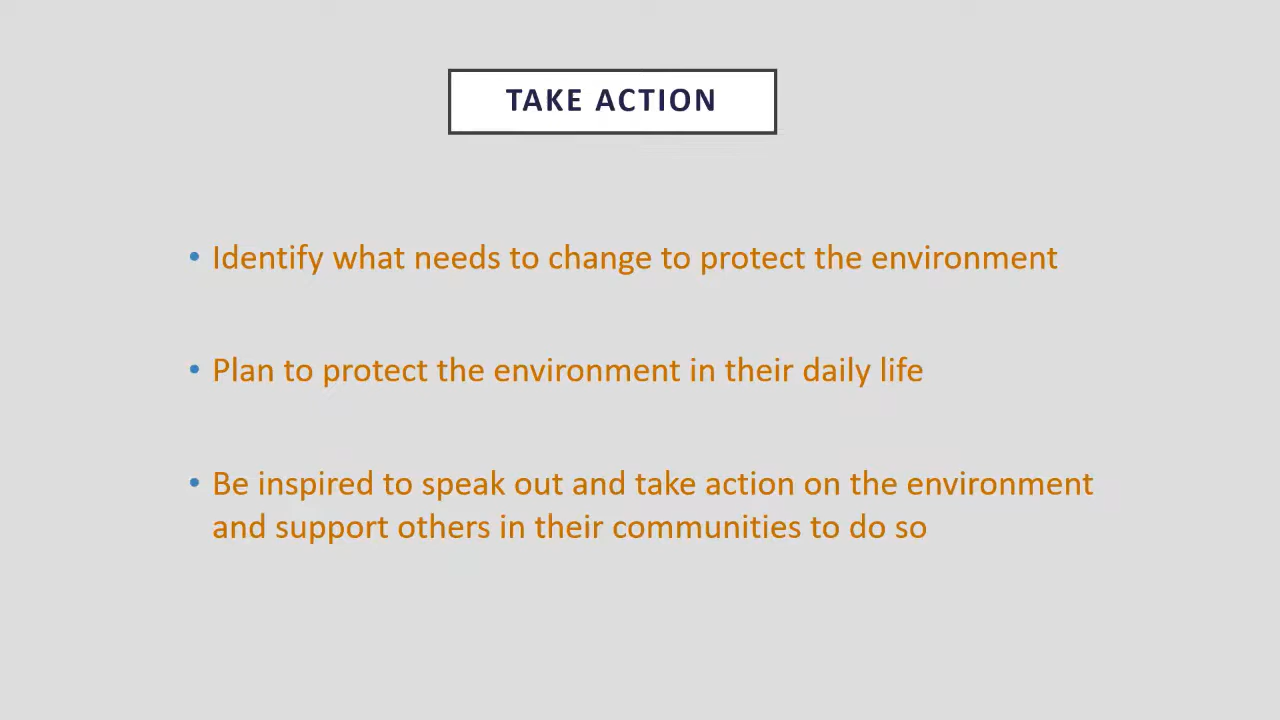 TAKE ACTION
• Identify what needs to change to protect the environment
• Plan to protect the environment in their daily life
• Be inspired to speak out and take action on the environment
and support others in their communities to do so